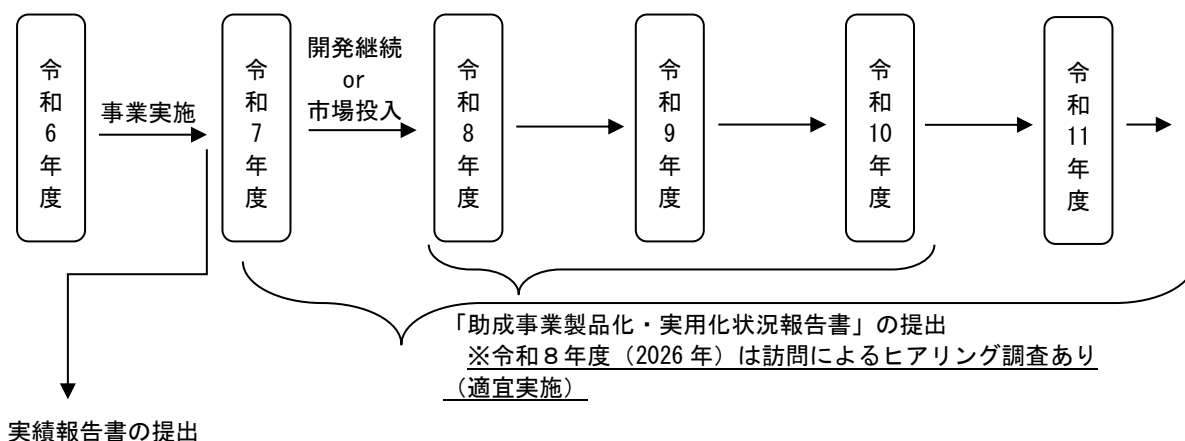 令和6年度
事業実施
令和7年度
開発継続
or
市場投入
令和8年度
令和9年度
令和10年度
令和11年度
「助成事業製品化・実用化状況報告書」の提出
※令和８年度（2026 年）は訪問によるヒアリング調査あり
（適宜実施）
実績報告書の提出